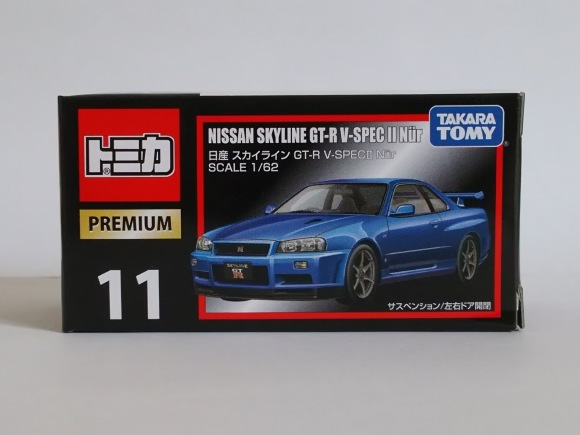 トミカ
PREMIUM
11
NISSAN SKYLINE GT-R V-SPEC II Nür
日産 スカイライン GT-R V-SPECⅡ Nür
SCALE 1/62
TAKARA
TOMY
SKYLINE
GT
R
サスペンション/左右ドア開閉